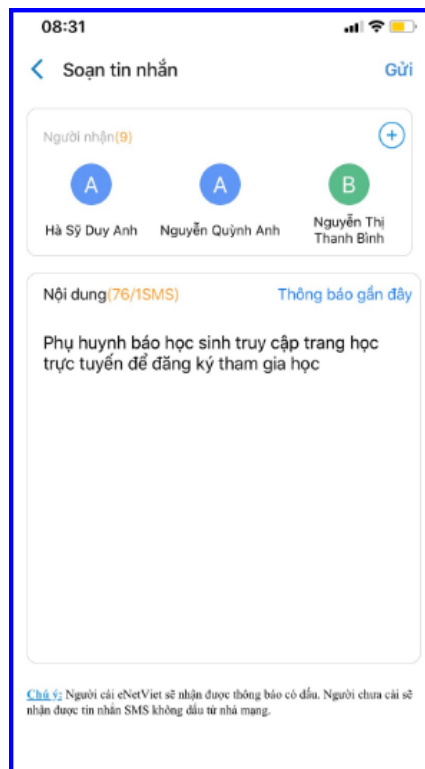 08:31
Soạn tin nhắn
Gửi
Người nhận(9)
A
A
B
Hà Sỹ Duy Anh
Nguyễn Quỳnh Anh
Nguyễn Thị
Thanh Bình
Nội dung(76/1SMS)
Thông báo gần đây
Phụ huynh báo học sinh truy cập trang học
trực tuyến để đăng ký tham gia học
Chú ý: Người cài eNetViet sẽ nhận được thông báo có dấu. Người chưa cài sẽ
nhận được tin nhắn SMS không dấu từ nhà mạng.